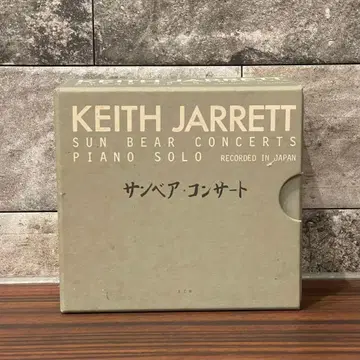 KEITH JARRETT
SUN BEAR CONCERTS
PIANO SOLO RECORDED IN JAPAN
サンベア・コンサート